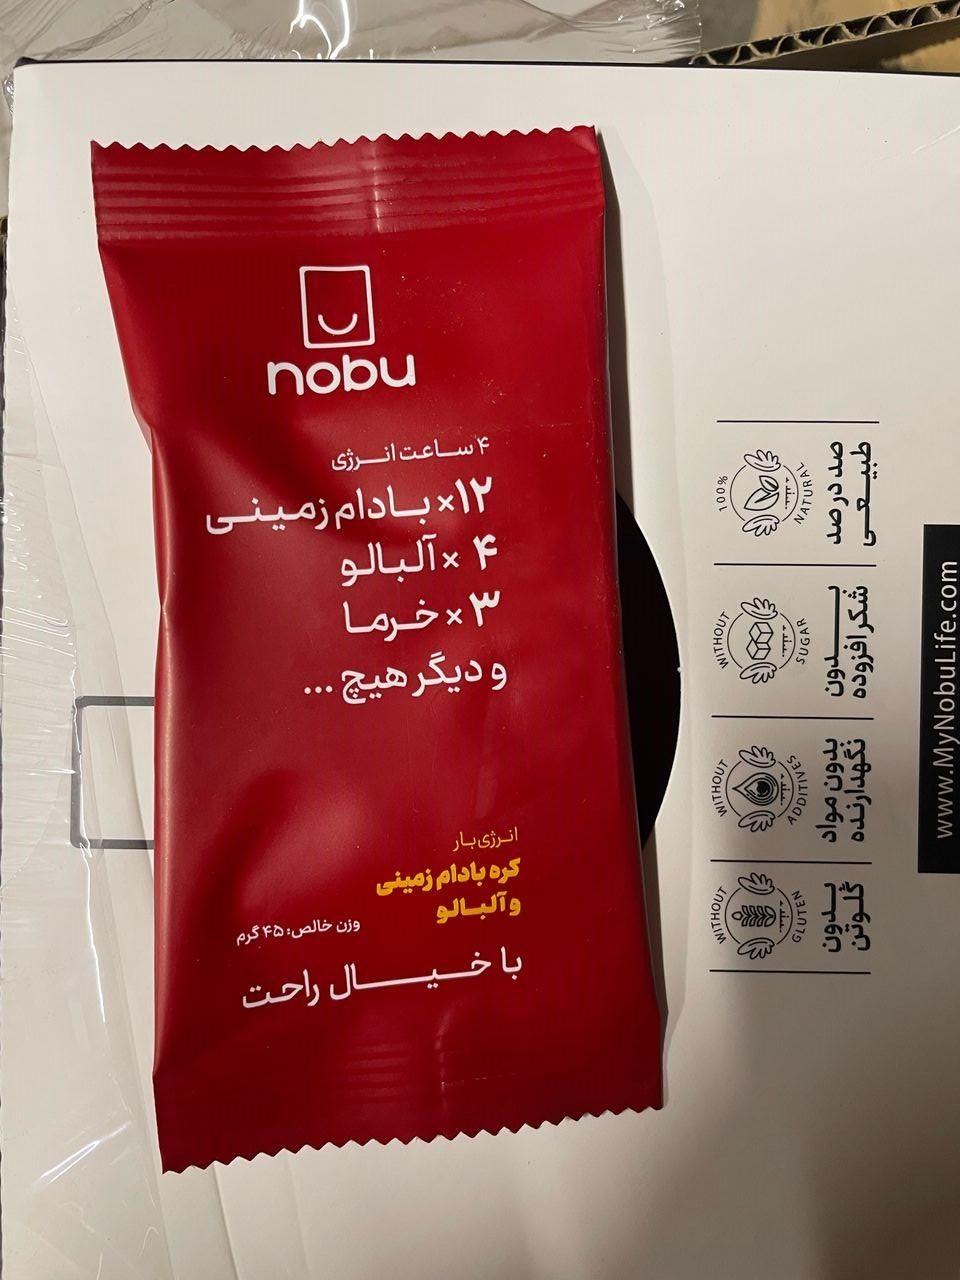 nobu
۴ ساعت انرژی
۱۲× بادام زمینی
۴ × آلبالو
۳ × خرما
و دیگر هیچ ...
انرژی بار
کره بادام زمینی
و آلبالو
وزن خالص: ۴۵ گرم
با خیال راحت
100%
NATURAL
صد در صد
طبیعی
WITHOUT
SUGAR
بدون
شکر افزوده
WITHOUT
ADDITIVES
بدون مواد
نگهدارنده
WITHOUT
GLUTEN
بدون
گلوتن
www.MyNobuLife.com